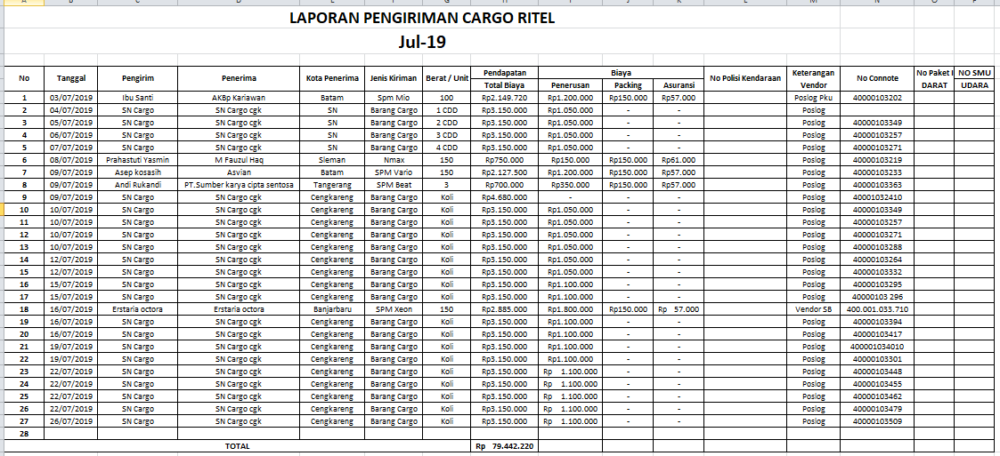 LAPORAN PENGIRIMAN CARGO RITEL
Jul-19
No Tanggal Pengirim Penerima Kota Penerima Jenis Kiriman Berat / Unit Pendapatan Biaya No Polisi Kendaraan Keterangan No Connote No Paket NO SMU
Total Biaya Penerusan Packing Asuransi Vendor DARAT UDARA
1 03/07/2019 Ibu Santi AKBp Kariawan Batam Spm Mio 100 Rp2.149.720 Rp1.200.000 Rp150.000 Rp57.000 Poslog Pku 40000103202
2 04/07/2019 SN Cargo SN Cargo cgk SN Barang Cargo 1 CDD Rp3.150.000 Rp1.050.000 - - Poslog
3 05/07/2019 SN Cargo SN Cargo cgk SN Barang Cargo 2 CDD Rp3.150.000 Rp1.050.000 - - Poslog 40000103349
4 06/07/2019 SN Cargo SN Cargo cgk SN Barang Cargo 3 CDD Rp3.150.000 Rp1.050.000 - - Poslog 40000103257
5 07/07/2019 SN Cargo SN Cargo cgk SN Barang Cargo 4 CDD Rp3.150.000 Rp1.050.000 - - Poslog 40000103271
6 08/07/2019 Prahastuti Yasmin M Fauzul Haq Sleman Nmax 150 Rp750.000 Rp150.000 Rp150.000 Rp61.000 Poslog 40000103219
7 09/07/2019 Asep kosasih Asvian Batam SPM Vario 150 Rp2.127.500 Rp1.200.000 Rp150.000 Rp57.000 Poslog 40000103233
8 09/07/2019 Andi Rukandi PT.Sumber karya cipta sentosa Tangerang SPM Beat 3 Rp700.000 Rp350.000 Rp150.000 Rp57.000 Poslog 40000103363
9 09/07/2019 SN Cargo SN Cargo cgk Cengkareng Barang Cargo Koli Rp4.680.000 - - - Poslog 40001032410
10 10/07/2019 SN Cargo SN Cargo cgk Cengkareng Barang Cargo Koli Rp3.150.000 Rp1.050.000 - - Poslog 40000103349
11 10/07/2019 SN Cargo SN Cargo cgk Cengkareng Barang Cargo Koli Rp3.150.000 Rp1.050.000 - - Poslog 40000103257
12 10/07/2019 SN Cargo SN Cargo cgk Cengkareng Barang Cargo Koli Rp3.150.000 Rp1.050.000 - - Poslog 40000103271
13 10/07/2019 SN Cargo SN Cargo cgk Cengkareng Barang Cargo Koli Rp3.150.000 Rp1.050.000 - - Poslog 40000103288
14 12/07/2019 SN Cargo SN Cargo cgk Cengkareng Barang Cargo Koli Rp3.150.000 Rp1.050.000 - - Poslog 40000103264
15 12/07/2019 SN Cargo SN Cargo cgk Cengkareng Barang Cargo Koli Rp3.150.000 Rp1.050.000 - - Poslog 40000103332
16 15/07/2019 SN Cargo SN Cargo cgk Cengkareng Barang Cargo Koli Rp3.150.000 Rp1.100.000 - - Poslog 40000103295
17 15/07/2019 SN Cargo SN Cargo cgk Cengkareng Barang Cargo Koli Rp3.150.000 Rp1.100.000 - - Poslog 40000103 296
18 16/07/2019 Erstaria octora Erstaria octora Banjarbaru SPM Xeon 150 Rp2.885.000 Rp1.800.000 Rp150.000 Rp 57.000 Vendor SB 400.001.033.710
19 16/07/2019 SN Cargo SN Cargo cgk Cengkareng Barang Cargo Koli Rp3.150.000 Rp1.100.000 - - Poslog 40000103394
20 16/07/2019 SN Cargo SN Cargo cgk Cengkareng Barang Cargo Koli Rp3.150.000 Rp1.100.000 - - Poslog 40000103417
21 19/07/2019 SN Cargo SN Cargo cgk Cengkareng Barang Cargo Koli Rp3.150.000 Rp1.100.000 - - Poslog 400001034010
22 19/07/2019 SN Cargo SN Cargo cgk Cengkareng Barang Cargo Koli Rp3.150.000 Rp1.100.000 - - Poslog 40000103301
23 22/07/2019 SN Cargo SN Cargo cgk Cengkareng Barang Cargo Koli Rp3.150.000 Rp 1.100.000 - - Poslog 40000103448
24 22/07/2019 SN Cargo SN Cargo cgk Cengkareng Barang Cargo Koli Rp3.150.000 Rp 1.100.000 - - Poslog 40000103455
25 22/07/2019 SN Cargo SN Cargo cgk Cengkareng Barang Cargo Koli Rp3.150.000 Rp 1.100.000 - - Poslog 40000103462
26 22/07/2019 SN Cargo SN Cargo cgk Cengkareng Barang Cargo Koli Rp3.150.000 Rp 1.100.000 - - Poslog 40000103479
27 26/07/2019 SN Cargo SN Cargo cgk Cengkareng Barang Cargo Koli Rp3.150.000 Rp 1.100.000 - - Poslog 40000103509
28
TOTAL Rp 79.442.220